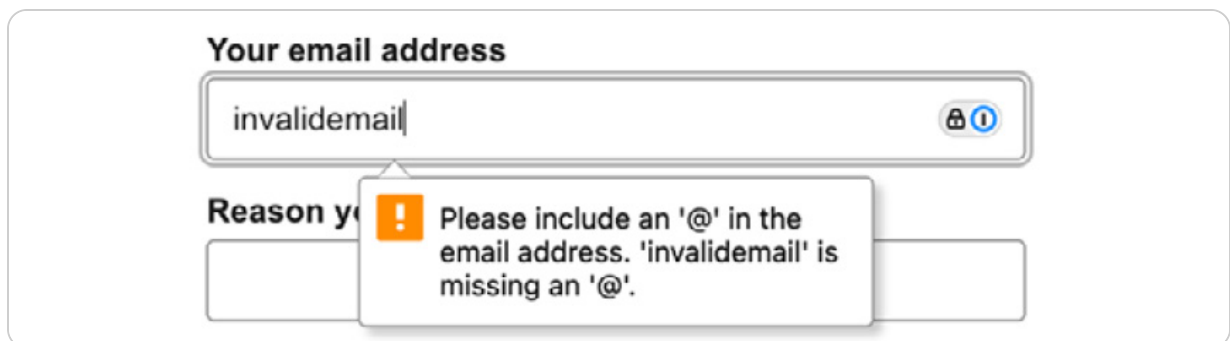 Your email address
invalidemail
Reason
Please include an '@' in the
email address. 'invalidemail' is
missing an '@'.